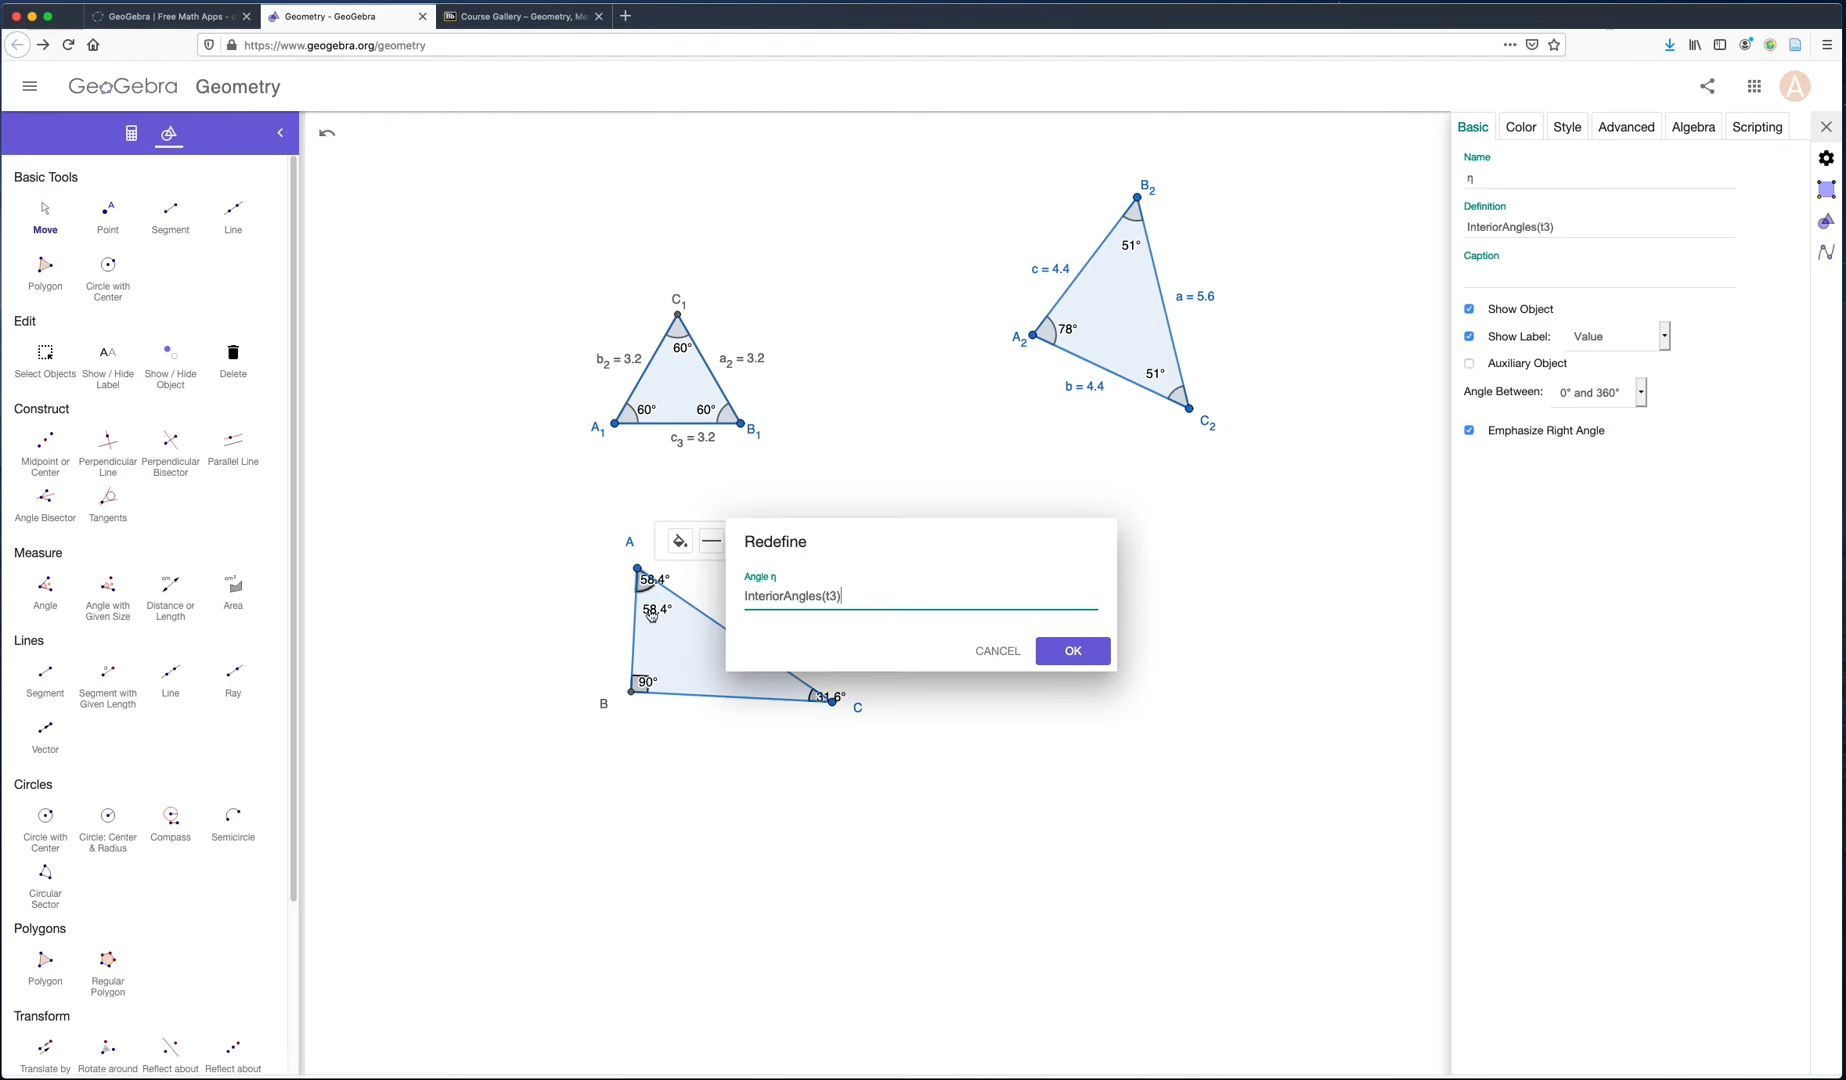 GeoGebra | Free Math Apps - u
Geometry - GeoGebra
Bb Course Gallery – Geometry, Me
https://www.geogebra.org/geometry
GeoGebra Geometry
A
Basic Tools
Move Point Segment Line
Polygon Circle with
Center
Edit
Select Objects Show / Hide Show / Hide Delete
Label Object
Construct
Midpoint or Perpendicular Perpendicular Parallel Line
Center Line Bisector
Angle Bisector Tangents
Measure
Angle Angle with Distance or Area
Given Size Length
Lines
Segment Segment with Line Ray
Given Length
Vector
Circles
Circle with Circle: Center Compass Semicircle
Center & Radius
Circular
Sector
Polygons
Polygon Regular
Polygon
Transform
Translate by Rotate around Reflect about Reflect about
C1
60°
b2 = 3.2 a2 = 3.2
60° 60°
A1 B1
c3 = 3.2
B2
51°
c = 4.4
a = 5.6
78°
A2
51°
b = 4.4
C2
A
58.4°
58.4°
90°
31.6°
B
C
Redefine
Angle η
InteriorAngles(t3)
CANCEL OK
Basic Color Style Advanced Algebra Scripting
Name
η
Definition
InteriorAngles(t3)
Caption
Show Object
Show Label: Value
Auxiliary Object
Angle Between: 0° and 360°
Emphasize Right Angle